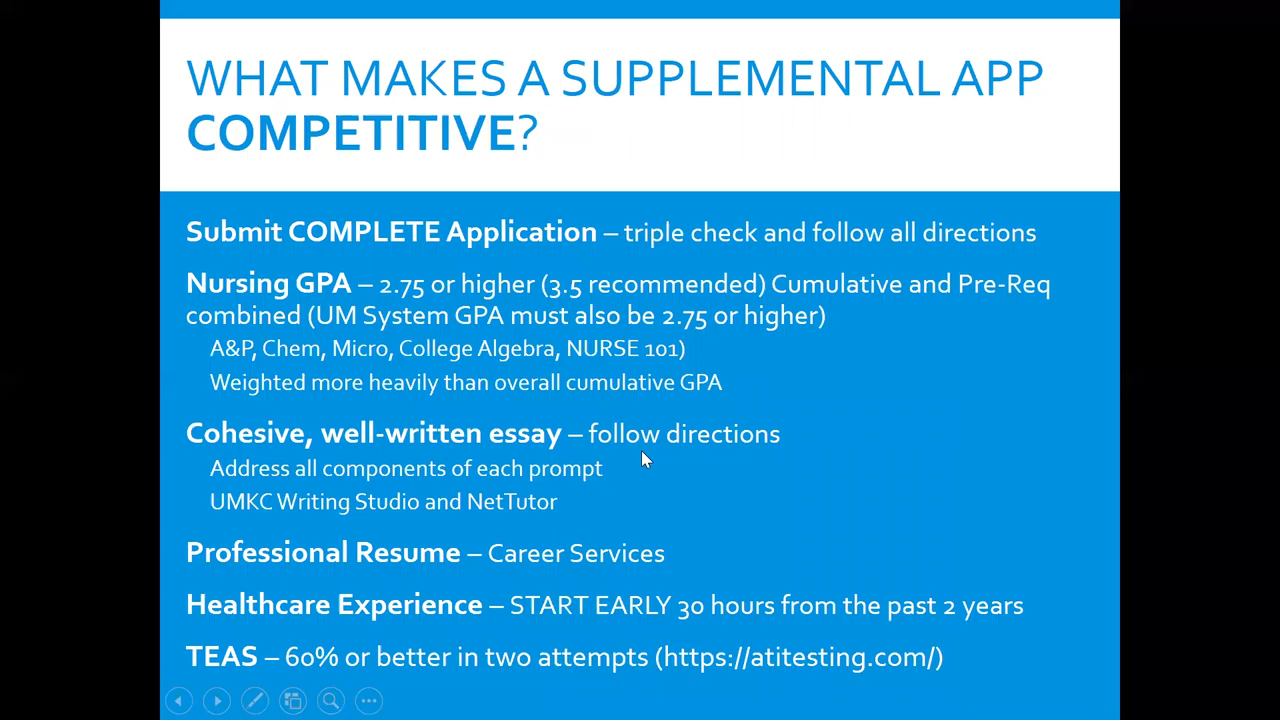 WHAT MAKES A SUPPLEMENTAL APP
COMPETITIVE?
Submit COMPLETE Application – triple check and follow all directions
Nursing GPA – 2.75 or higher (3.5 recommended) Cumulative and Pre-Req
combined (UM System GPA must also be 2.75 or higher)
A&P, Chem, Micro, College Algebra, NURSE 101)
Weighted more heavily than overall cumulative GPA
Cohesive, well-written essay – follow directions
Address all components of each prompt
UMKC Writing Studio and NetTutor
Professional Resume – Career Services
Healthcare Experience – START EARLY 30 hours from the past 2 years
TEAS – 60% or better in two attempts (https://atitesting.com/)